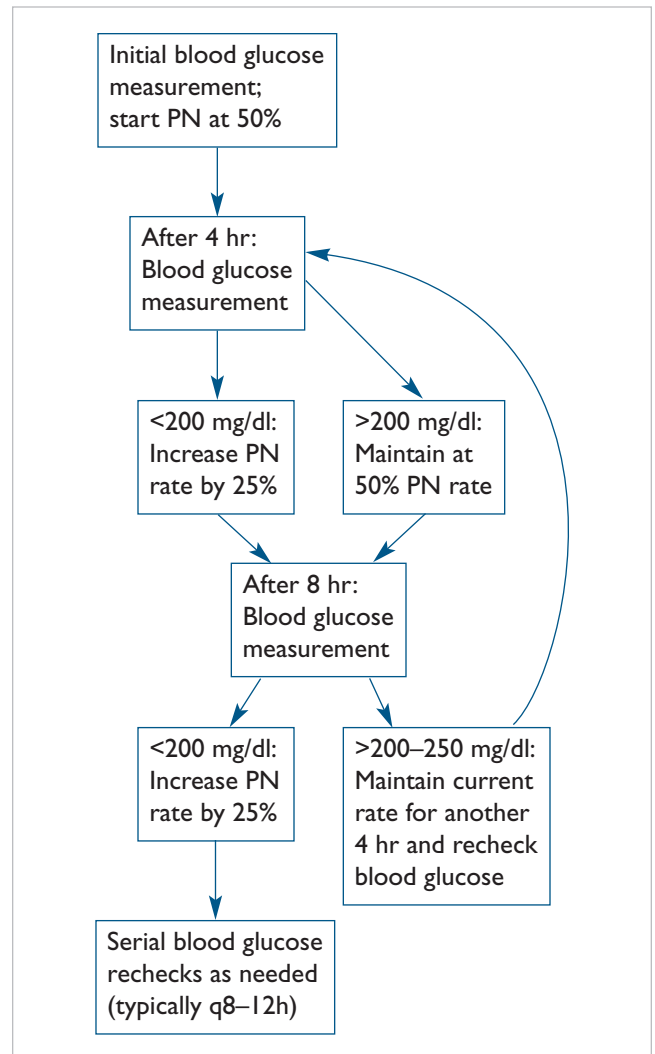 Initial blood glucose
measurement;
start PN at 50%
After 4 hr:
Blood glucose
measurement
<200 mg/dl:
Increase PN
rate by 25%
>200 mg/dl:
Maintain at
50% PN rate
After 8 hr:
Blood glucose
measurement
<200 mg/dl:
Increase PN
rate by 25%
>200–250 mg/dl:
Maintain current
rate for another
4 hr and recheck
blood glucose
Serial blood glucose
rechecks as needed
(typically q8–12h)